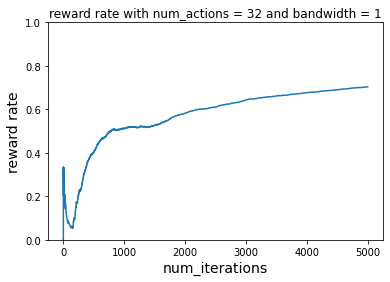 reward rate with num_actions = 32 and bandwidth = 1
1.0
0.8
0.6
0.4
0.2
0.0
reward rate
0 1000 2000 3000 4000 5000
num_iterations